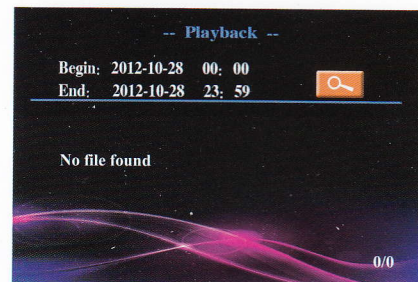 -- Playback --
Begin: 2012-10-28 00: 00
End: 2012-10-28 23: 59
No file found
0/0